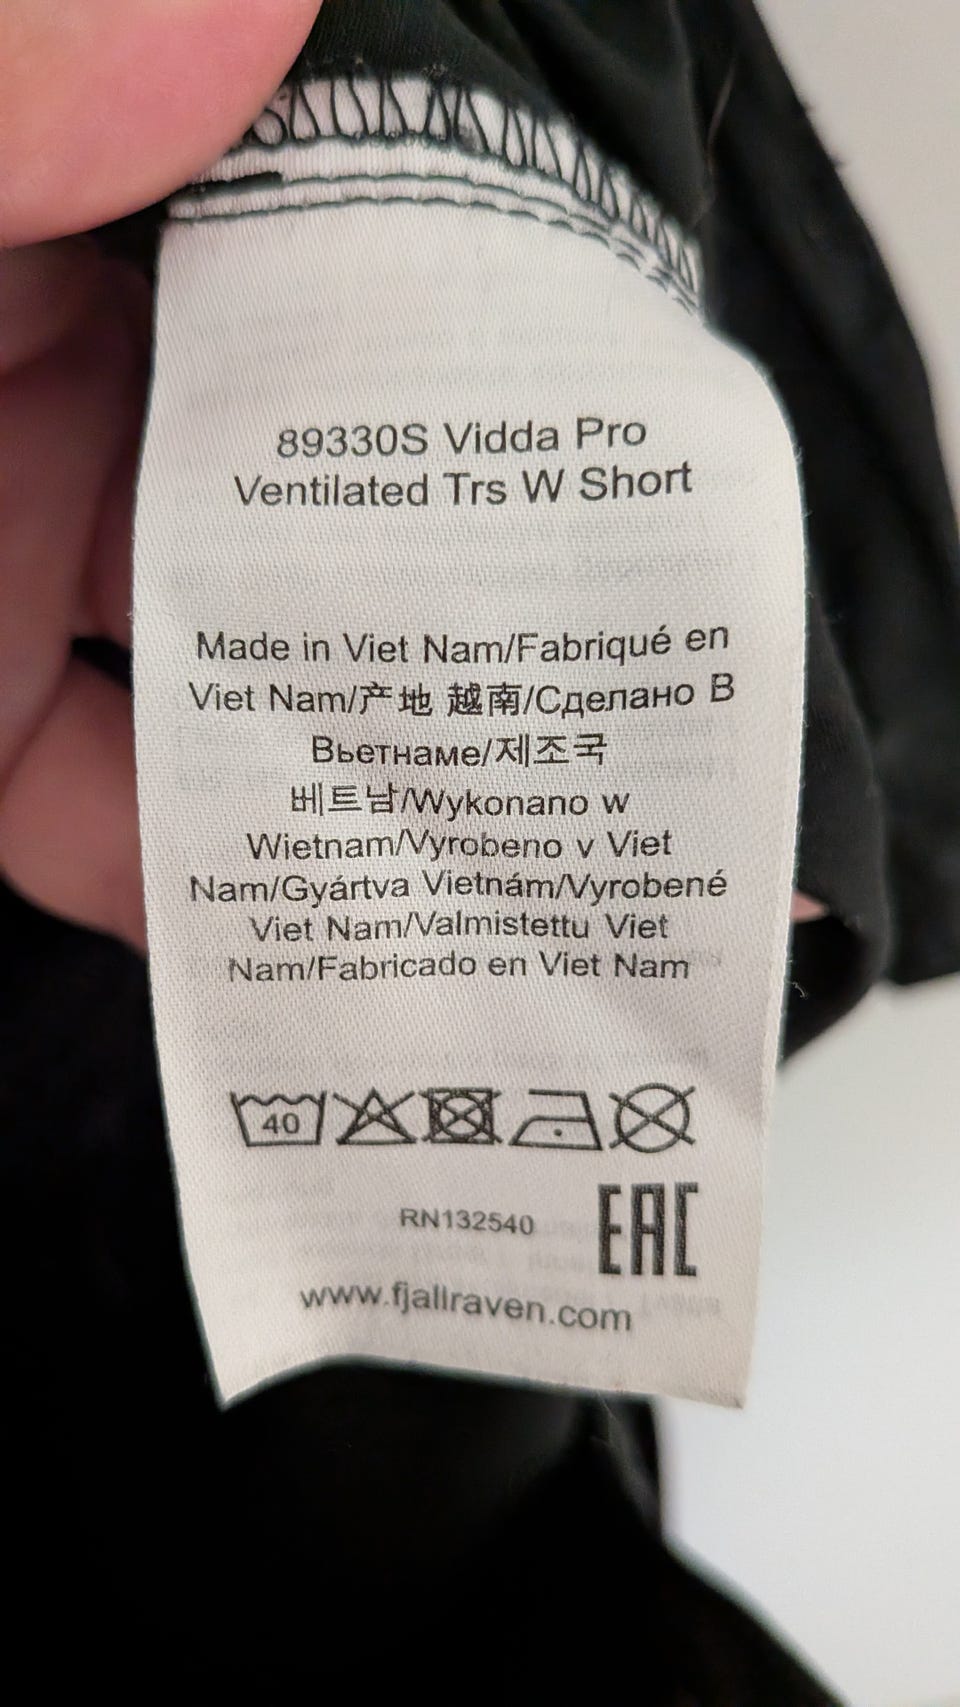 89330S Vidda Pro
Ventilated Trs W Short
Made in Viet Nam/Fabriqué en
Viet Nam/产地 越南/Сделано В
Вьетнаме/제조국
베트남/Wykonano w
Wietnam/Vyrobeno v Viet
Nam/Gyártva Vietnám/Vyrobené
Viet Nam/Valmistettu Viet
Nam/Fabricado en Viet Nam
40
RN132540
EAC
www.fjallraven.com